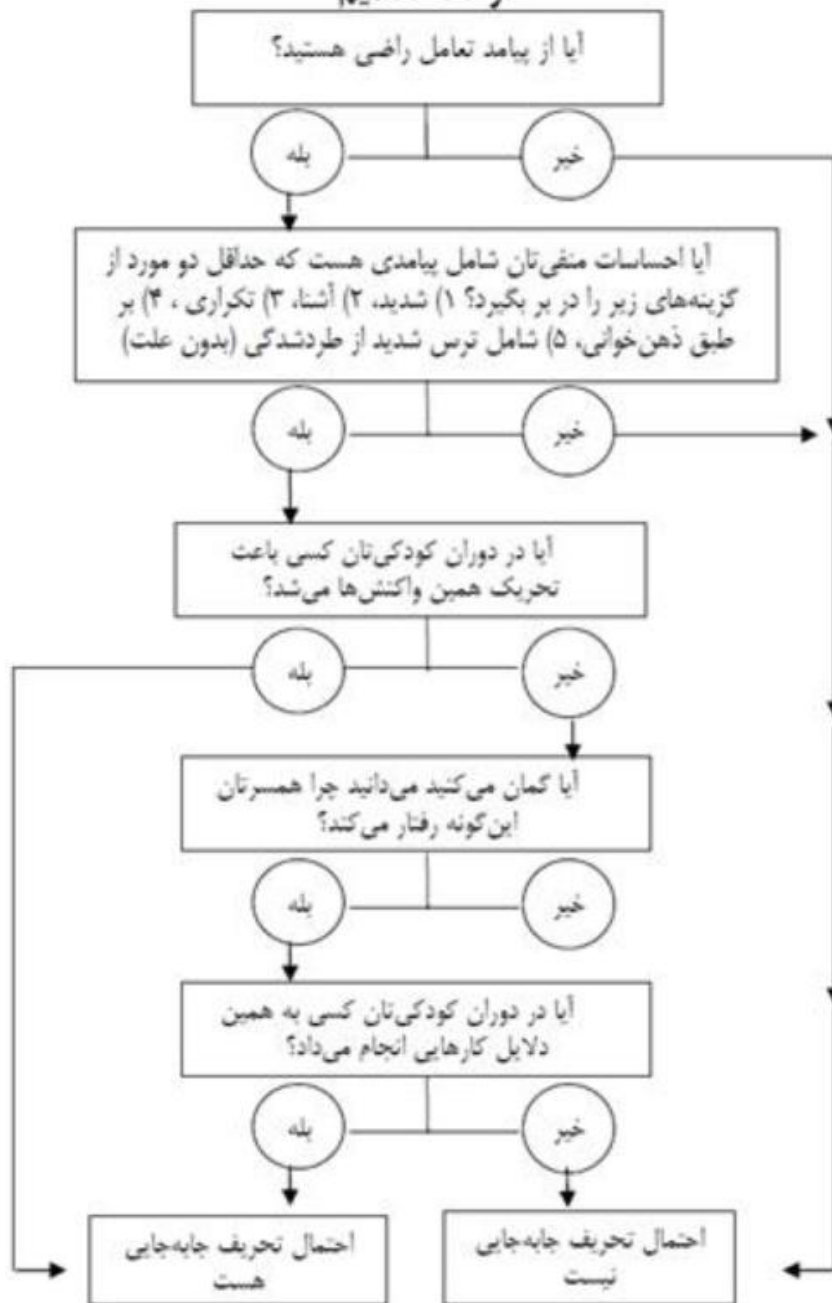 آیا از پیامد تعامل راضی هستید؟
بله
خیر
آیا احساسات منفی‌تان شامل پیامدی هست که حداقل دو مورد از
گزینه‌های زیر را در بر بگیرد؟ ۱) شدید، ۲) آشنا، ۳) تکراری ، ۴) بر
طبق ذهن‌خوانی، ۵) شامل ترس شدید از طردشدگی (بدون علت)
بله
خیر
آیا در دوران کودکی‌تان کسی باعث
تحریک همین واکنش‌ها می‌شد؟
بله
خیر
آیا گمان می‌کنید می‌دانید چرا همسرتان
این‌گونه رفتار می‌کند؟
بله
خیر
آیا در دوران کودکی‌تان کسی به همین
دلایل کارهایی انجام می‌داد؟
بله
خیر
احتمال تحریف جابه‌جایی
هست
احتمال تحریف جابه‌جایی
نیست